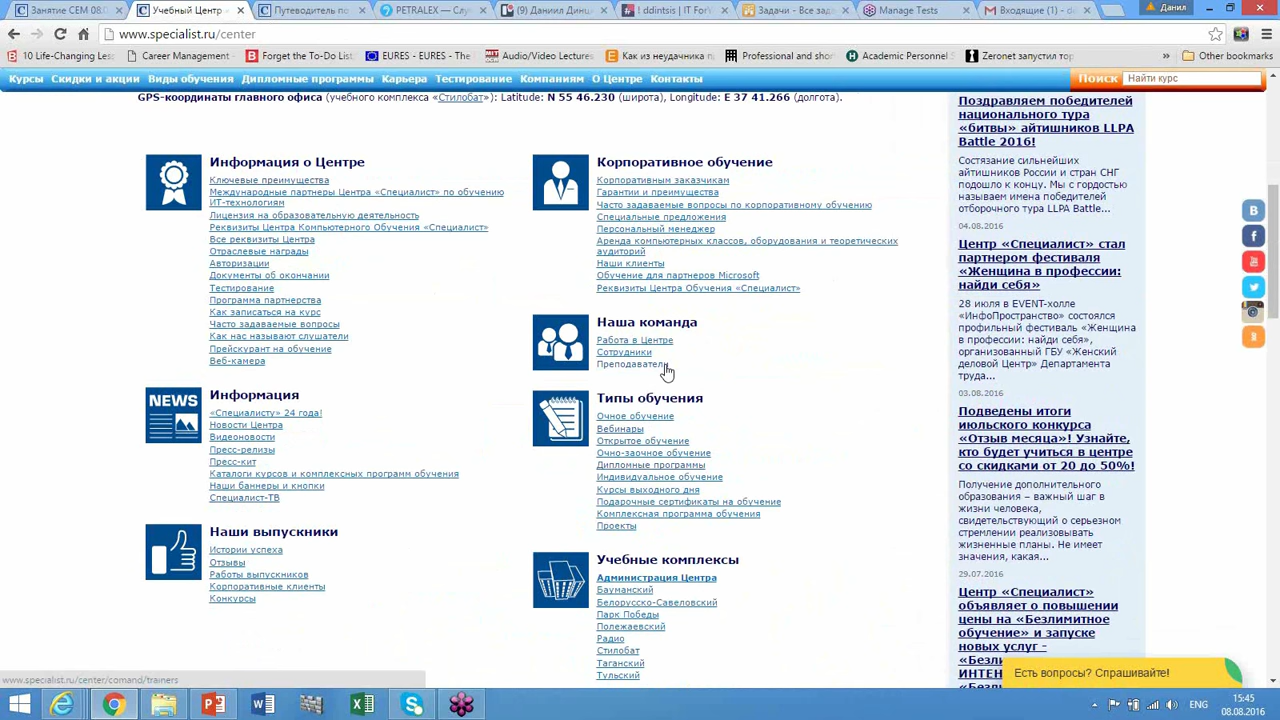 Занятие CEM 08.0
Учебный Центр -
Путеводитель по
PETRALEX — Слу
(9) Даниил Динц
! ddintsis | IT For
Задачи - Все зада
Manage Tests
Входящие (1) - d
Данил
www.specialist.ru/center
10 Life-Changing Les
Career Management -
Forget the To-Do List
EURES - EURES - The
Audio/Video Lectures
Как из неудачника
Professional and shor
Academic Personel S
Zeronet запустил тор
Other bookmarks
Курсы Скидки и акции Виды обучения Дипломные программы Карьера Тестирование Компаниям О Центре Контакты
Поиск Найти курс
GPS-координаты главного офиса (учебного комплекса «Стилобат»): Latitude: N 55 46.230 (широта), Longitude: E 37 41.266 (долгота).
Информация о Центре
Ключевые преимущества
Международные партнеры Центра «Специалист» по обучению
ИТ-технологиям
Лицензия на образовательную деятельность
Реквизиты Центра Компьютерного Обучения «Специалист»
Все реквизиты Центра
Отраслевые награды
Авторизации
Документы об окончании
Тестирование
Программа партнерства
Как записаться на курс
Часто задаваемые вопросы
Как нас называют слушатели
Прейскурант на обучение
Веб-камера
NEWS
Информация
«Специалисту» 24 года!
Новости Центра
Видеоновости
Пресс-релизы
Пресс-кит
Каталоги курсов и комплексных программ обучения
Наши баннеры и кнопки
Специалист-ТВ
Наши выпускники
Истории успеха
Отзывы
Работы выпускников
Корпоративные клиенты
Конкурсы
Корпоративное обучение
Корпоративным заказчикам
Гарантии и преимущества
Часто задаваемые вопросы по корпоративному обучению
Специальные предложения
Персональный менеджер
Аренда компьютерных классов, оборудования и теоретических
аудиторий
Наши клиенты
Обучение для партнеров Microsoft
Реквизиты Центра Обучения «Специалист»
Наша команда
Работа в Центре
Сотрудники
Преподаватели
Типы обучения
Очное обучение
Вебинары
Открытое обучение
Очно-заочное обучение
Дипломные программы
Индивидуальное обучение
Курсы выходного дня
Подарочные сертификаты на обучение
Комплексная программа обучения
Проекты
Учебные комплексы
Администрация Центра
Бауманский
Белорусско-Савеловский
Парк Победы
Полежаевский
Радио
Стилобат
Таганский
Тульский
Поздравляем победителей
национального тура
«битвы» айтишников LLPA
Battle 2016!
Состязание сильнейших
айтишников России и стран СНГ
подошло к концу. Мы с гордостью
называем имена победителей
отборочного тура LLPA Battle...
04.08.2016
Центр «Специалист» стал
партнером фестиваля
«Женщина в профессии:
найди себя»
28 июля в EVENT-холле
«ИнфоПространство» состоялся
профильный фестиваль «Женщина
в профессии: найди себя»,
организованный ГБУ «Женский
деловой Центр» Департамента
труда...
03.08.2016
Подведены итоги
июльского конкурса
«Отзыв месяца»! Узнайте,
кто будет учиться в центре
со скидками от 20 до 50%!
Получение дополнительного
образования – важный шаг в
жизни человека,
свидетельствующий о серьезном
стремлении реализовывать
жизненные планы. Не имеет
значения, какая...
29.07.2016
Центр «Специалист»
объявляет о повышении
цены на «Безлимитное
обучение» и запуске
новых услуг -
«Безли
ИНТЕН
«Безли
Есть вопросы? Спрашивайте!
www.specialist.ru/center/comand/trainers
ENG
15:45
08.08.2016